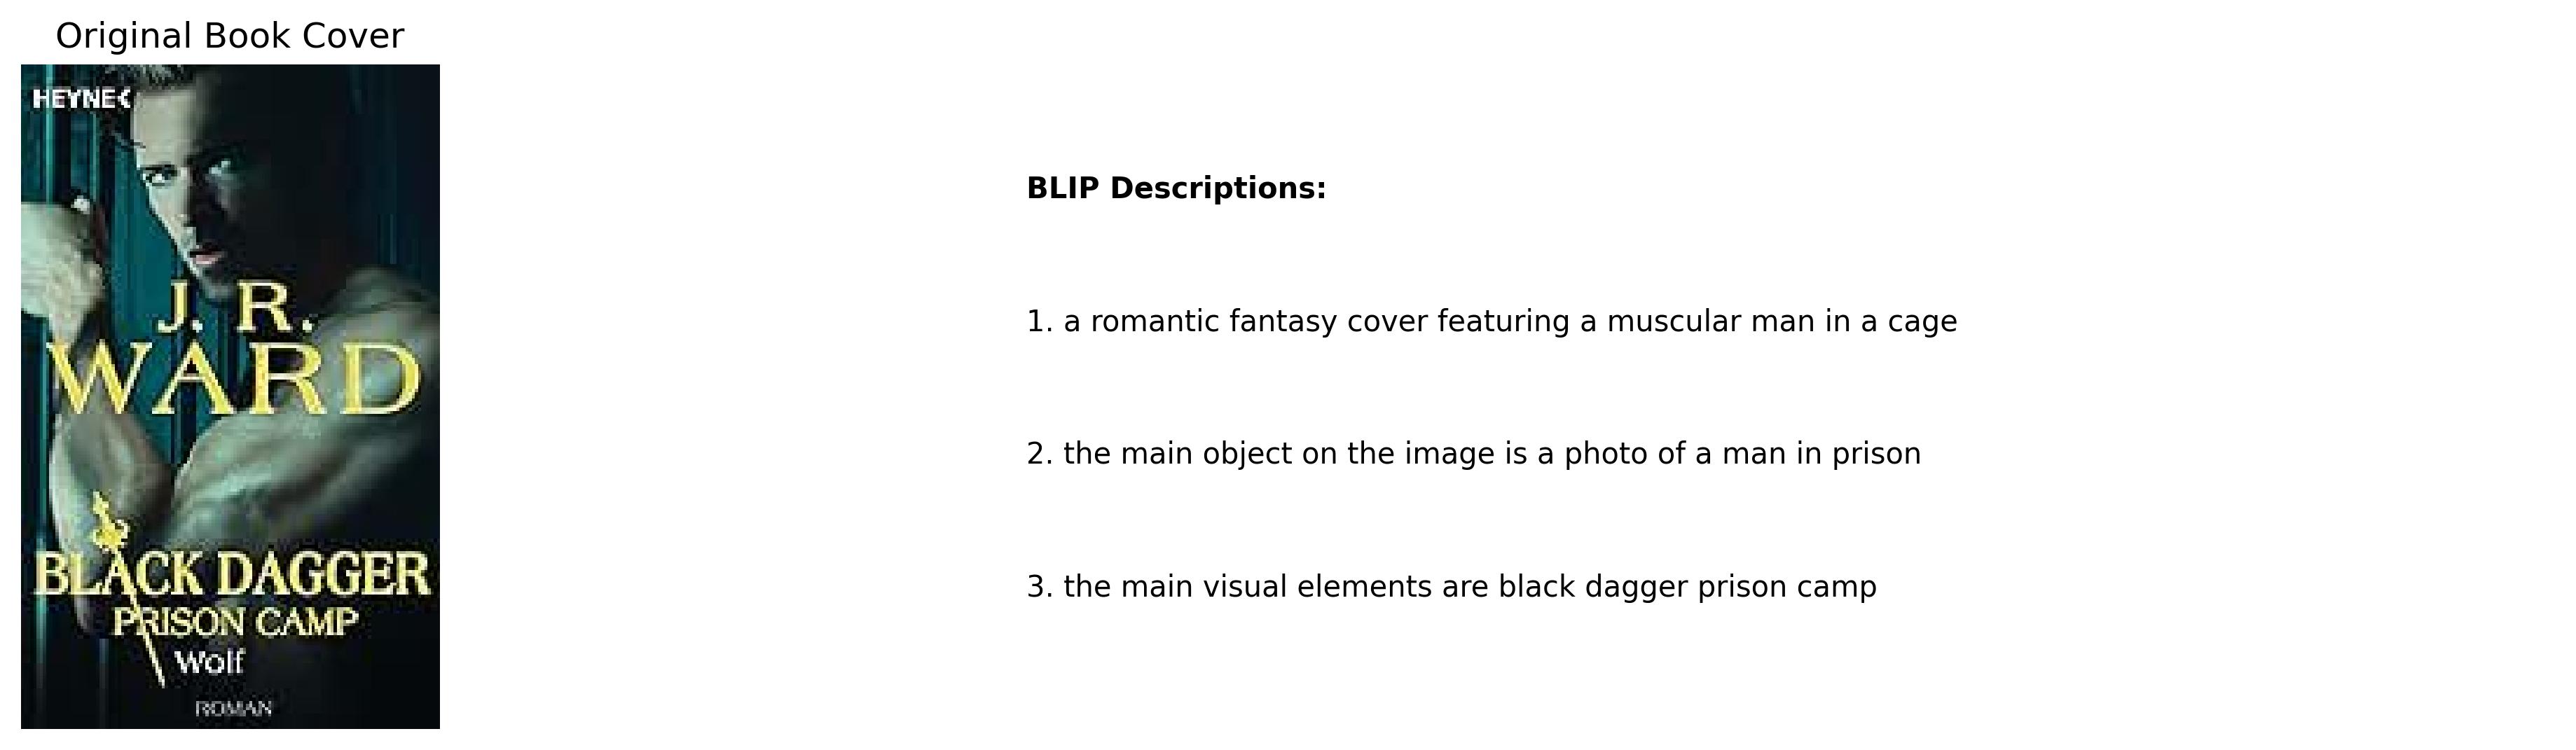 Original Book Cover
HEYNE
J. R.
WARD
BLACK DAGGER
PRISON CAMP
Wolf
ROMAN
BLIP Descriptions:
1. a romantic fantasy cover featuring a muscular man in a cage
2. the main object on the image is a photo of a man in prison
3. the main visual elements are black dagger prison camp